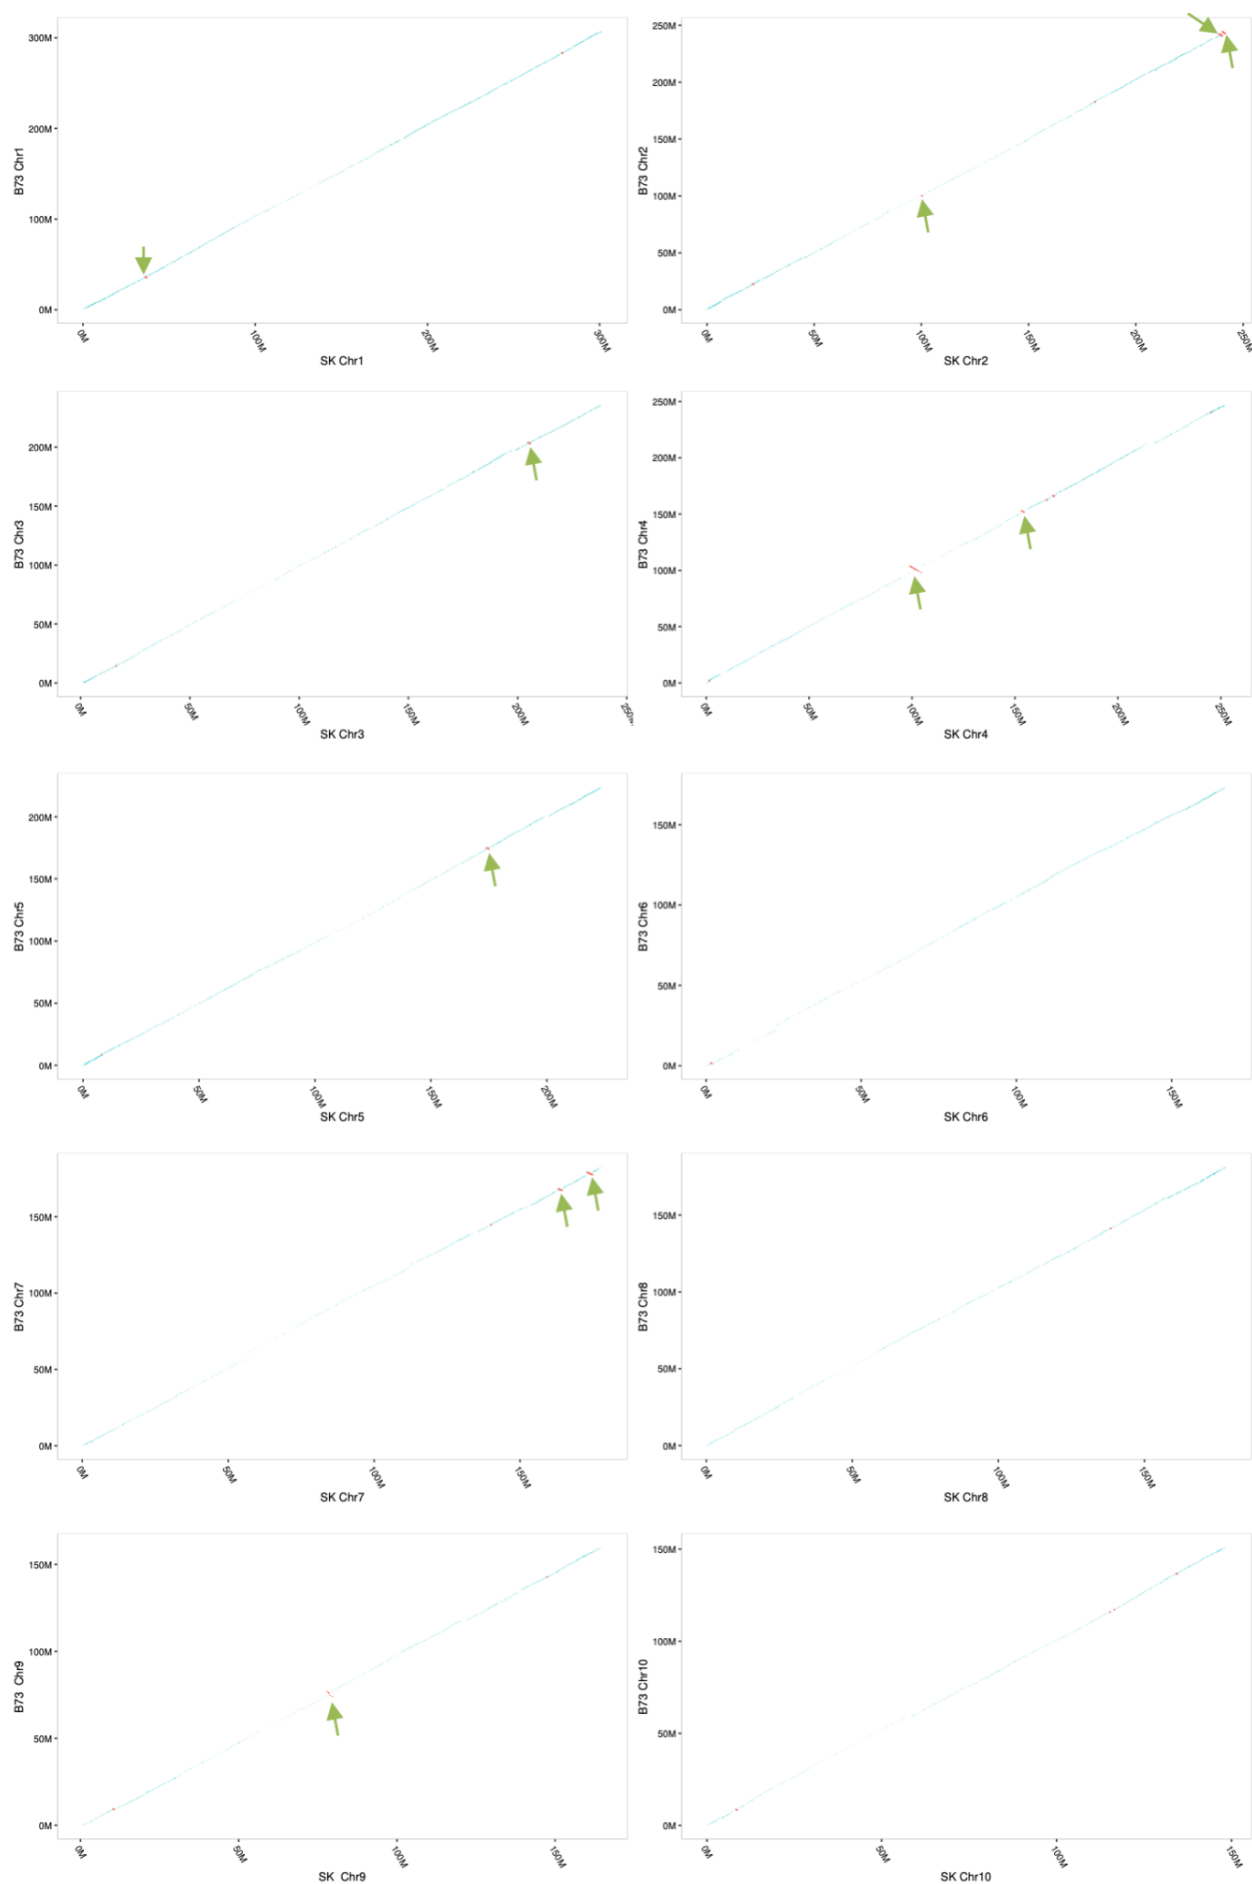 300M
200M
100M
0M
B73 Chr1
0M 100M 200M 300M
SK Chr1
250M
200M
150M
100M
50M
0M
B73 Chr2
0M 50M 100M 150M 200M 250M
SK Chr2
200M
150M
100M
50M
0M
B73 Chr3
0M 50M 100M 150M 200M 250M
SK Chr3
250M
200M
150M
100M
50M
0M
B73 Chr4
0M 50M 100M 150M 200M 250M
SK Chr4
200M
150M
100M
50M
0M
B73 Chr5
0M 50M 100M 150M 200M
SK Chr5
150M
100M
50M
0M
B73 Chr6
0M 50M 100M 150M
SK Chr6
150M
100M
50M
0M
B73 Chr7
0M 50M 100M 150M
SK Chr7
150M
100M
50M
0M
B73 Chr8
0M 50M 100M 150M
SK Chr8
150M
100M
50M
0M
B73 Chr9
0M 50M 100M 150M
SK Chr9
150M
100M
50M
0M
B73 Chr10
0M 50M 100M 150M
SK Chr10